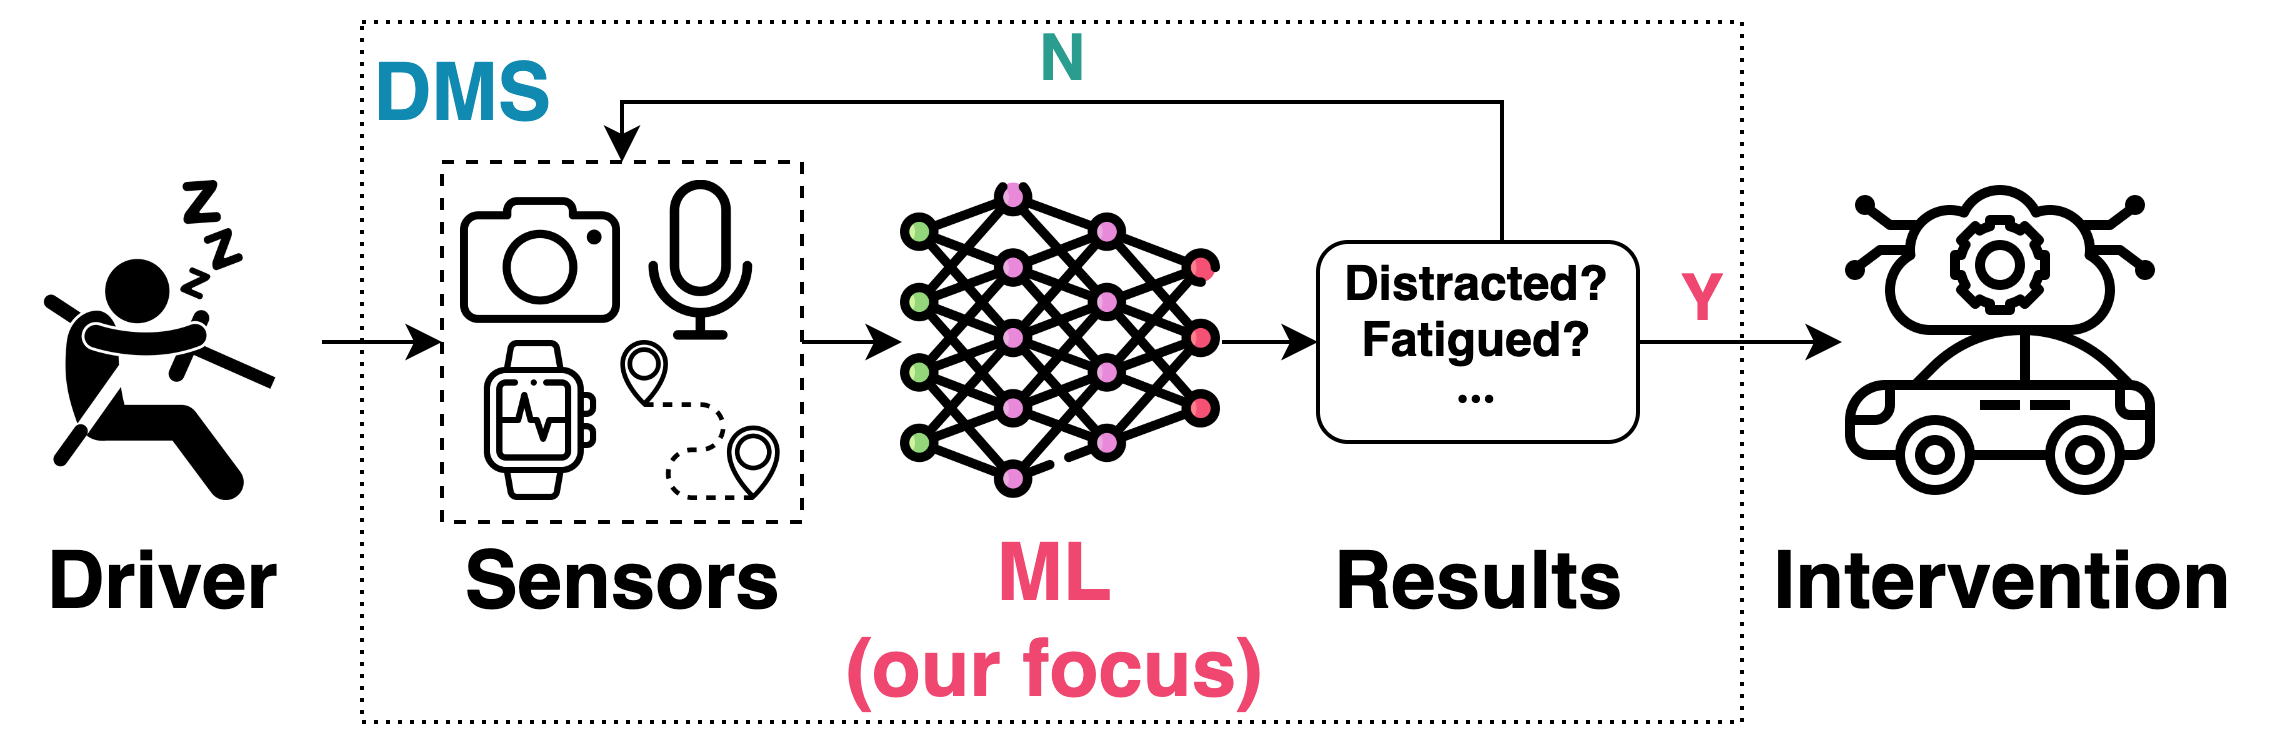 DMS
N
z
z
z
Distracted?
Fatigued?
...
Y
Driver
Sensors
ML
(our focus)
Results
Intervention